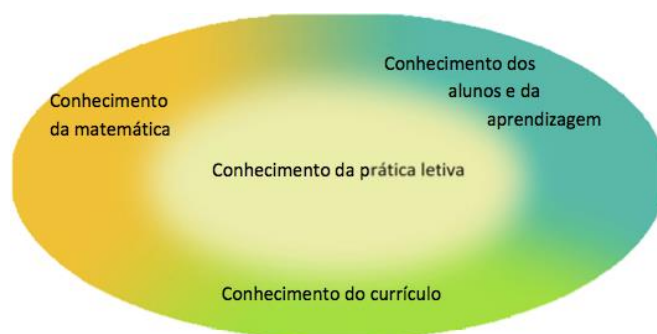 Conhecimento
da matemática
Conhecimento dos
alunos e da
aprendizagem
Conhecimento da prática letiva
Conhecimento do currículo